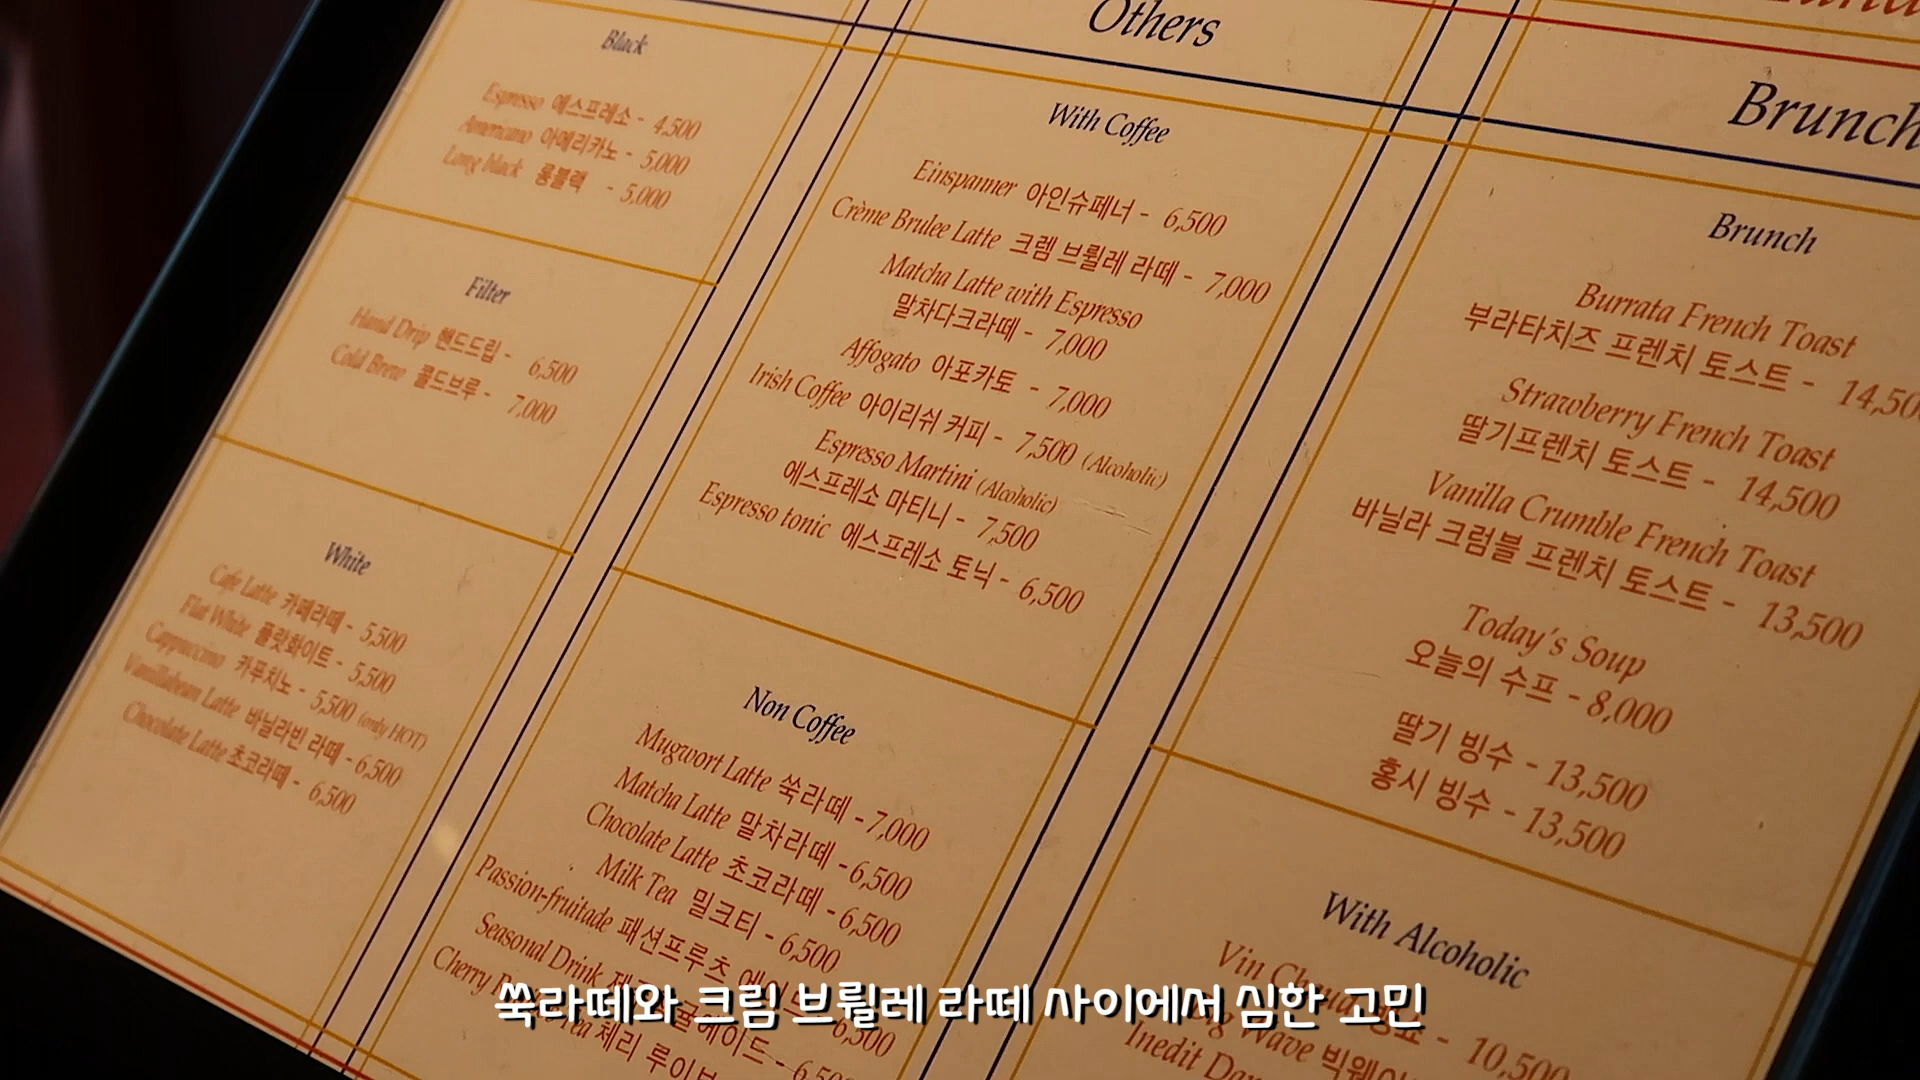 Black
Espresso 에스프레소 - 4,500
Americano 아메리카노 - 5,000
Long black 롱블랙 - 5,000
Filter
Hand Drip 핸드드립 - 6,500
Cold Brew 콜드브루 - 7,000
White
Cafe Latte 카페라떼 - 5,500
Flat White 플랫화이트 - 5,500
Cappuccino 카푸치노 - 5,500 (only HOT)
Vanillabean Latte 바닐라빈 라떼 - 6,500
Chocolate Latte 초코라떼 - 6,500
Others
With Coffee
Einspanner 아인슈페너 - 6,500
Crème Brulee Latte 크렘 브륄레 라떼 - 7,000
Matcha Latte with Espresso
말차다크라떼 - 7,000
Affogato 아포카토 - 7,000
Irish Coffee 아이리쉬 커피 - 7,500 (Alcoholic)
Espresso Martini (Alcoholic)
에스프레소 마티니 - 7,500
Espresso tonic 에스프레소 토닉 - 6,500
Non Coffee
Mugwort Latte 쑥라떼 - 7,000
Matcha Latte 말차라떼 - 6,500
Chocolate Latte 초코라떼 - 6,500
Milk Tea 밀크티 - 6,500
Passion-fruitade 패션프루츠 에이드 - 6,500
Seasonal Drink
Cherry
체리
Brunch
Brunch
Burrata French Toast
부라타치즈 프렌치 토스트 - 14,50
Strawberry French Toast
딸기프렌치 토스트 - 14,500
Vanilla Crumble French Toast
바닐라 크럼블 프렌치 토스트 - 13,500
Today's Soup
오늘의 수프 - 8,000
딸기 빙수 - 13,500
홍시 빙수 - 13,500
With Alcoholic
Vin - 10,500
Wave
Inedit
쑥라떼와 크림 브륄레 라떼 사이에서 심한 고민